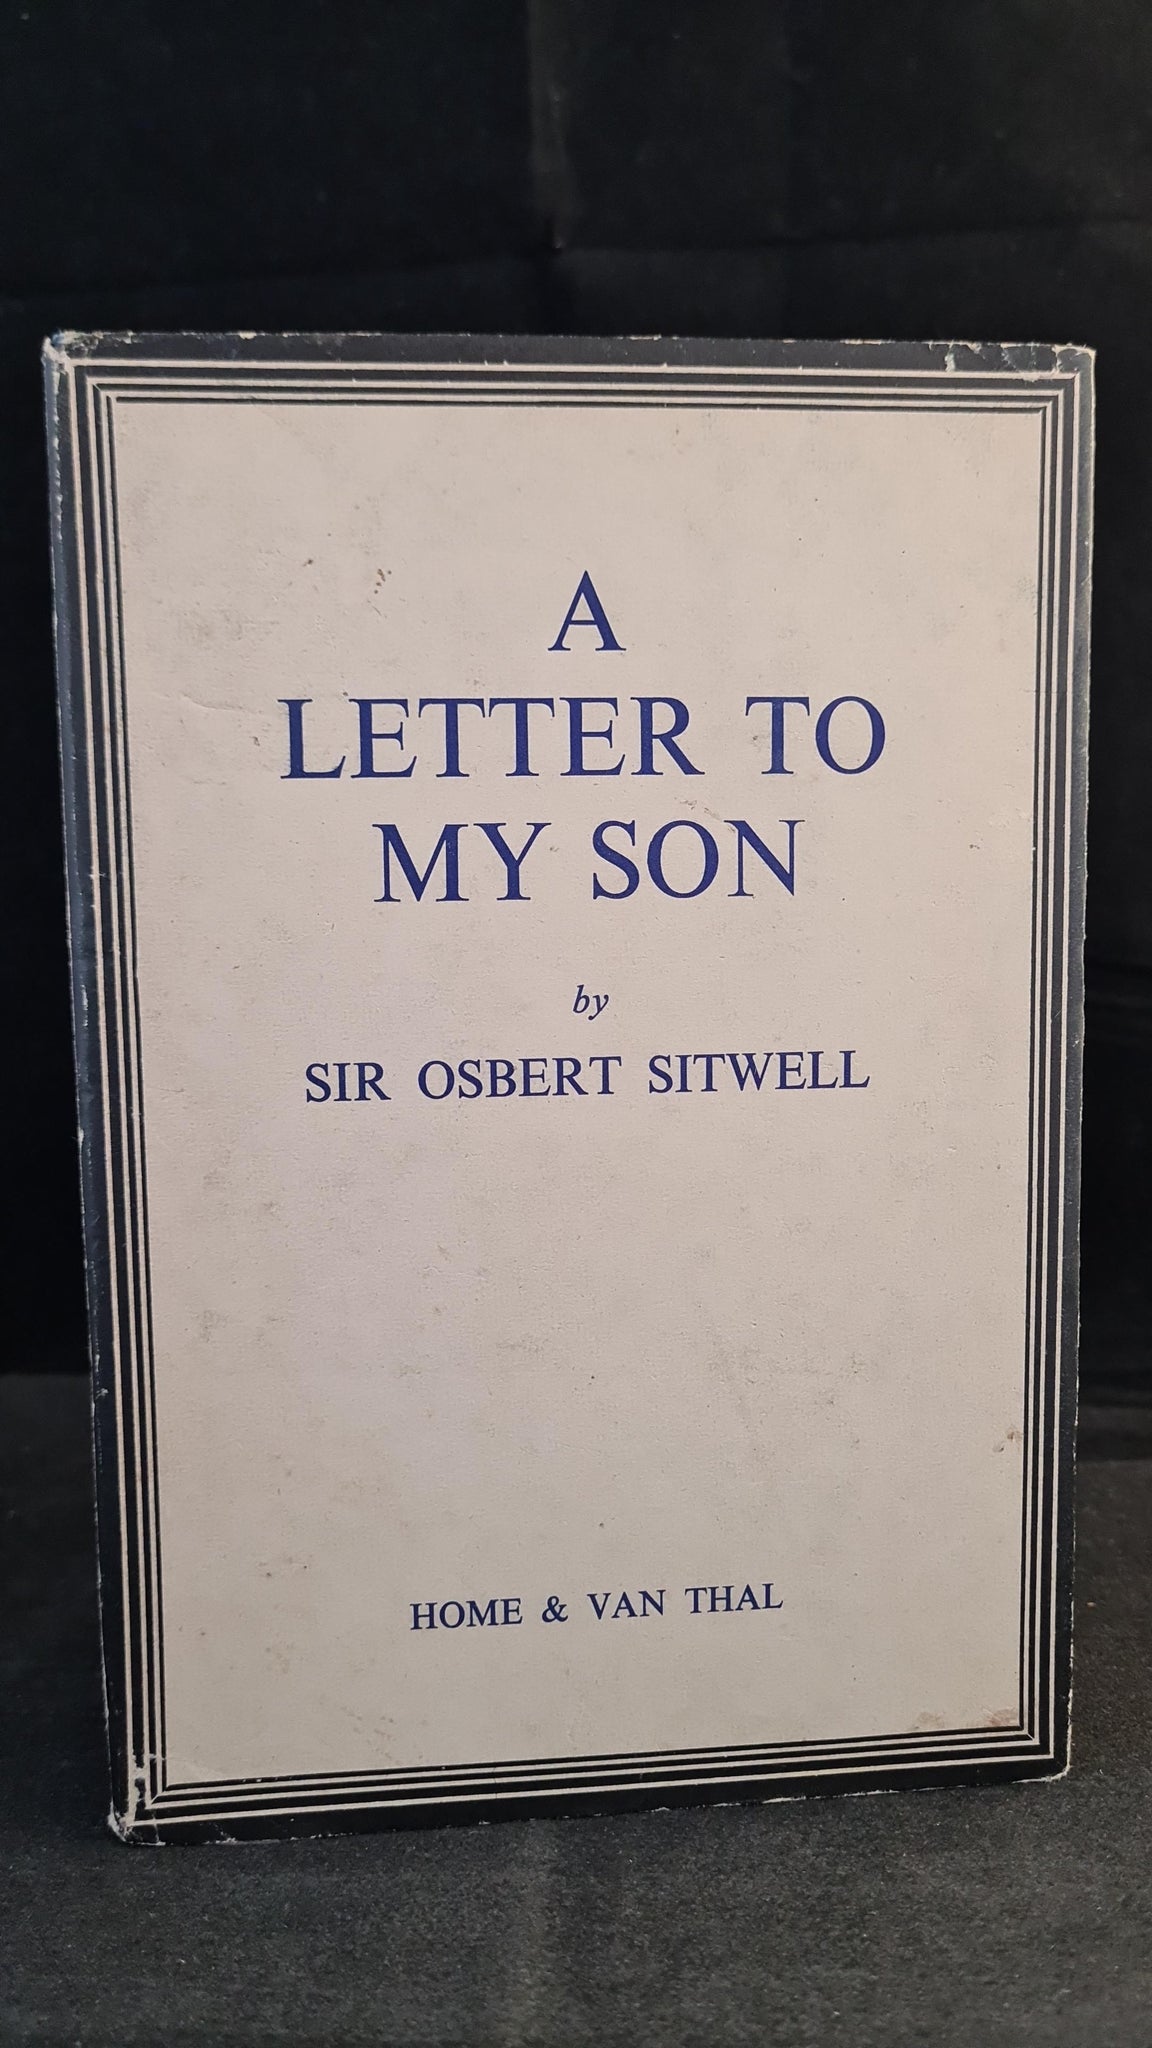 A
LETTER TO
MY SON
by
SIR OSBERT SITWELL
HOME & VAN THAL